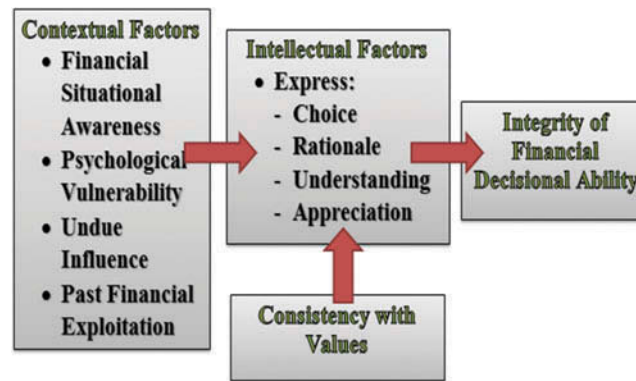 Contextual Factors
• Financial
Situational
Awareness
• Psychological
Vulnerability
• Undue
Influence
• Past Financial
Exploitation
Intellectual Factors
• Express:
- Choice
- Rationale
- Understanding
- Appreciation
Integrity of
Financial
Decisional Ability
Consistency with
Values